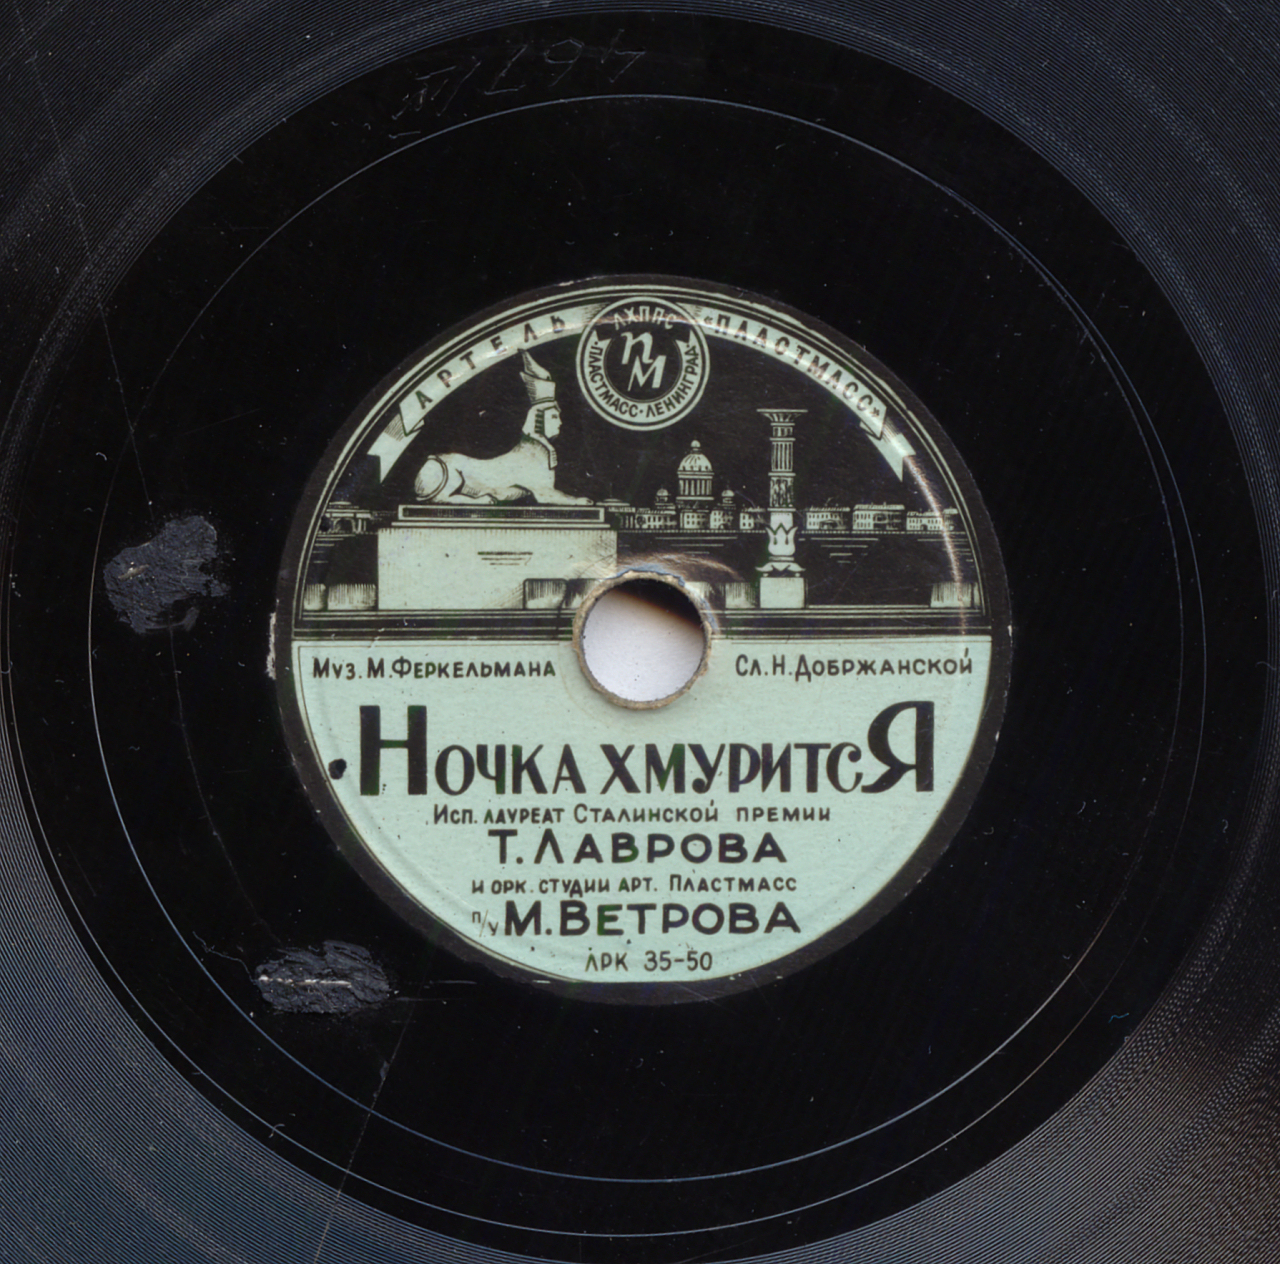 АРТЕЛЬ «ПЛАСТМАСС»
ЛХППС
ПМ
·ПЛАСТМАСС·ЛЕНИНГРАД·
Муз. М. Феркельмана
Сл. Н. Добржанской
Ночка хмуритсЯ
Исп. лауреат Сталинской премии
Т. Лаврова
и орк. студии арт. Пластмасс
п/у М. Ветрова
ЛРК 35-50